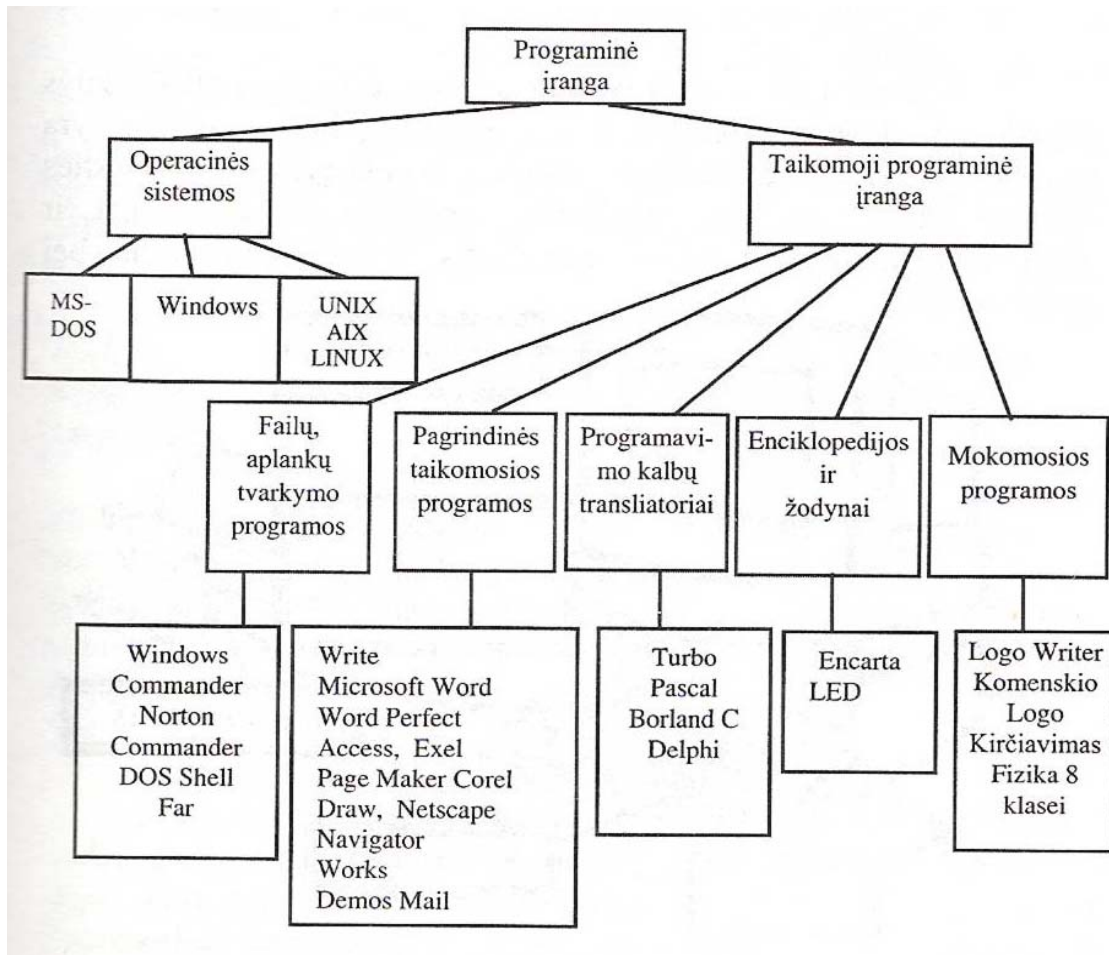 Programinė
įranga
Operacinės
sistemos
Taikomoji programinė
įranga
MS-
DOS
Windows
UNIX
AIX
LINUX
Failų,
aplankų
tvarkymo
programos
Pagrindinės
taikomosios
programos
Programavi-
mo kalbų
transliatoriai
Enciklopedijos
ir
žodynai
Mokomosios
programos
Windows
Commander
Norton
Commander
DOS Shell
Far
Write
Microsoft Word
Word Perfect
Access, Exel
Page Maker Corel
Draw, Netscape
Navigator
Works
Demos Mail
Turbo
Pascal
Borland C
Delphi
Encarta
LED
Logo Writer
Komenskio
Logo
Kirčiavimas
Fizika 8
klasei